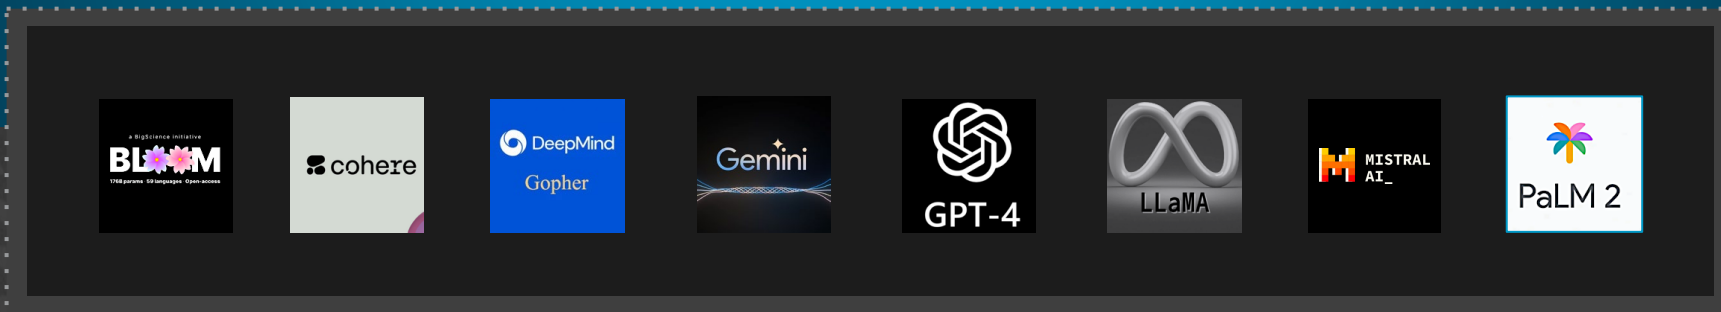 a BigScience initiative
BLOOM
176B params 59 languages Open-access
cohere
DeepMind
Gopher
Gemini
GPT-4
LLaMA
MISTRAL
AI_
PaLM 2